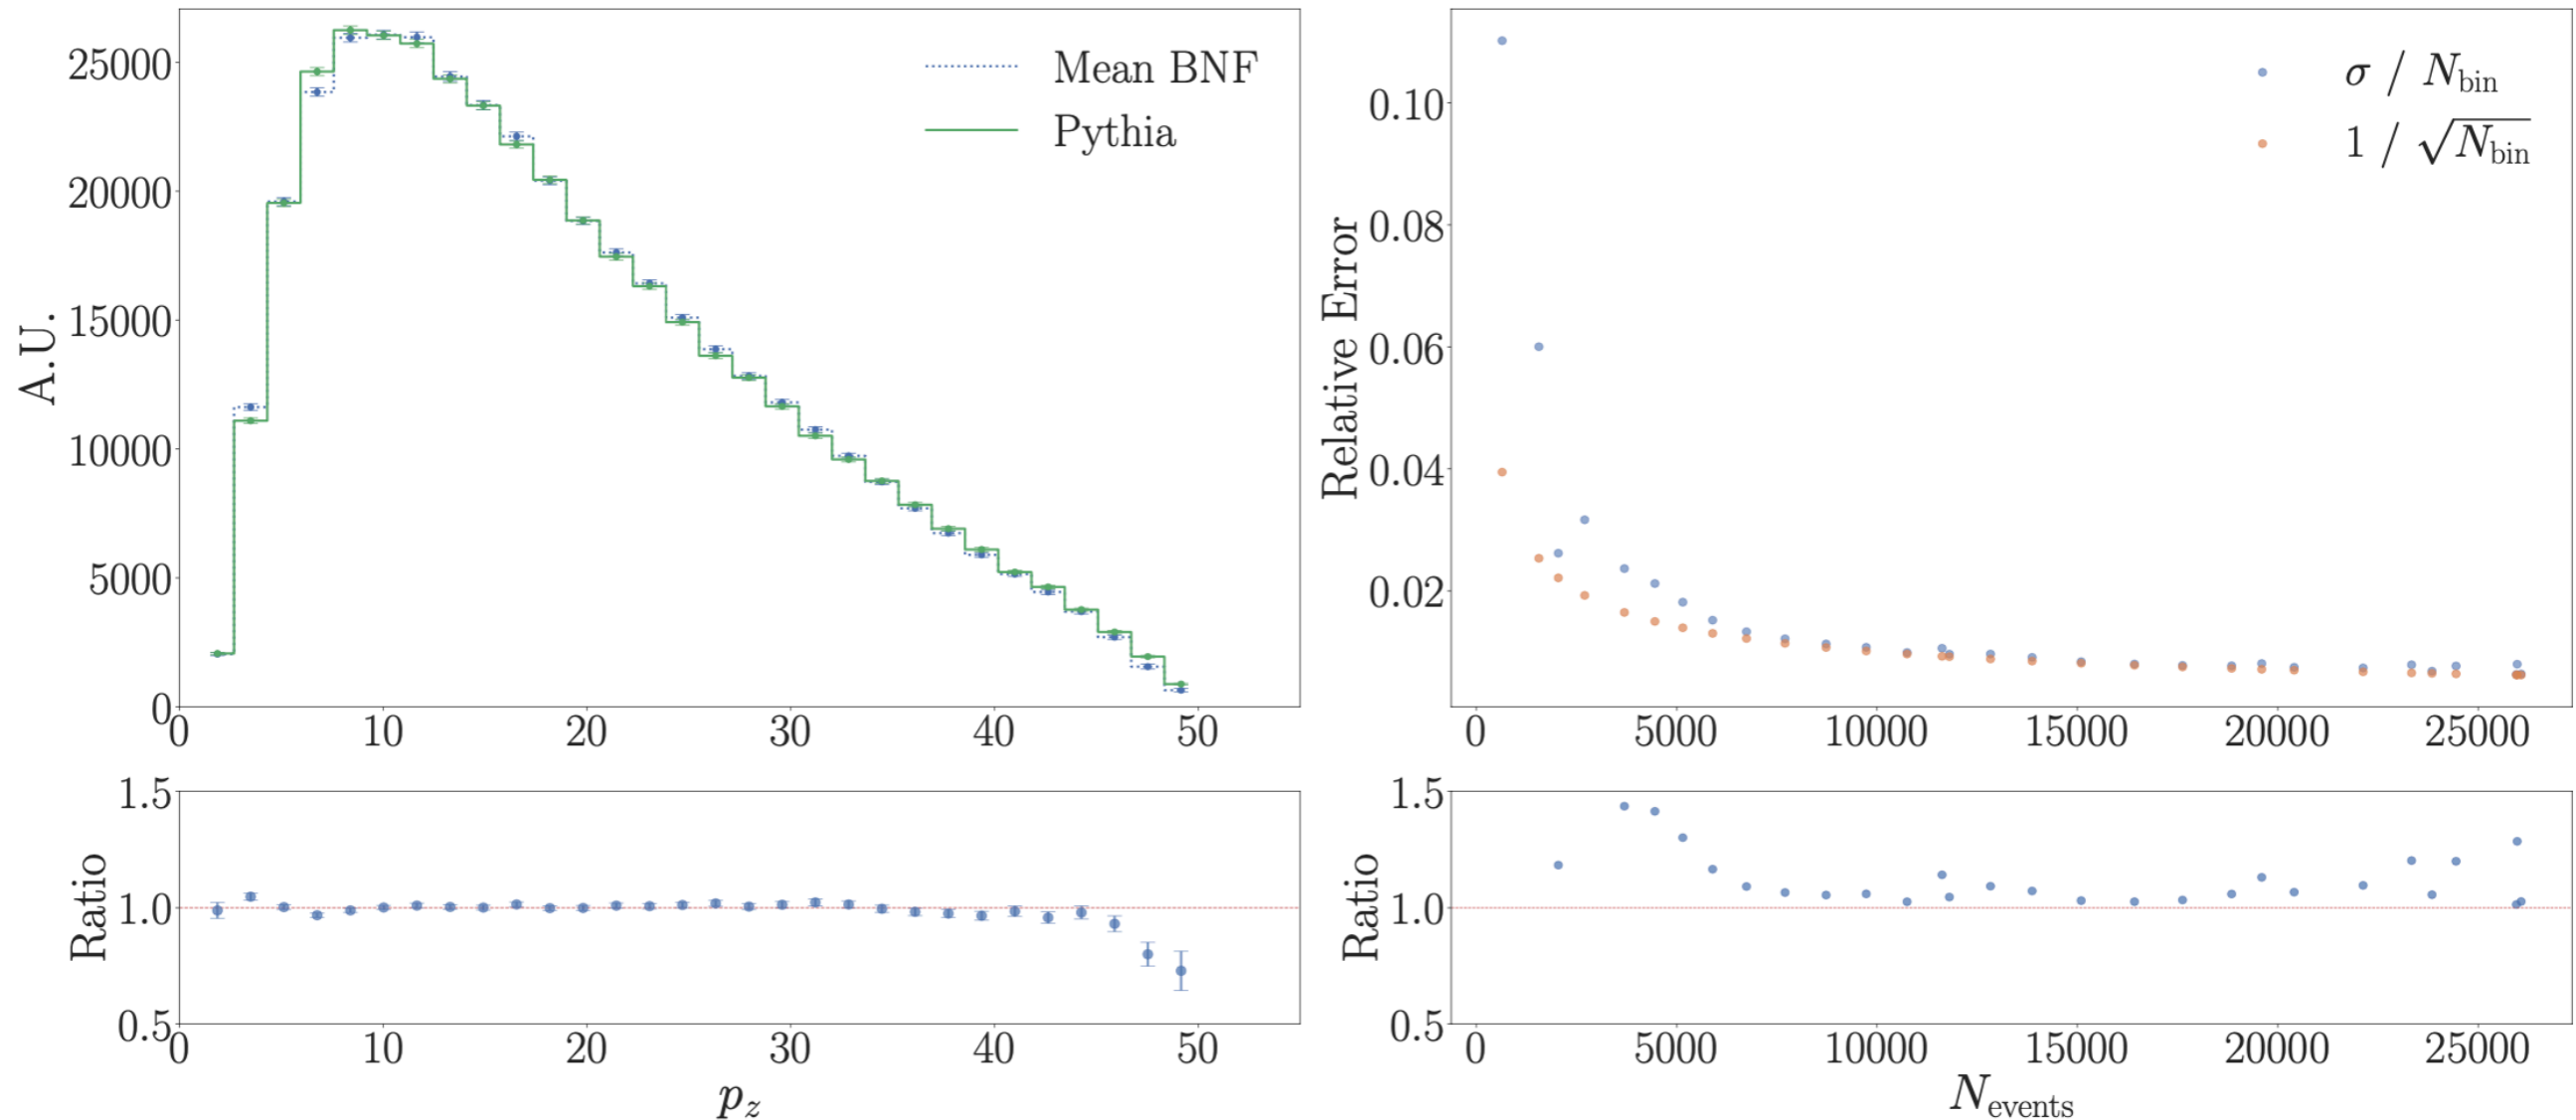 A.U.
25000
20000
15000
10000
5000
0
0 10 20 30 40 50
Mean BNF
Pythia
Ratio
1.5
1.0
0.5
0 10 20 30 40 50
p_z
Relative Error
0.10
0.08
0.06
0.04
0.02
0 5000 10000 15000 20000 25000
σ / N_bin
1 / √N_bin
Ratio
1.5
1.0
0.5
0 5000 10000 15000 20000 25000
N_events